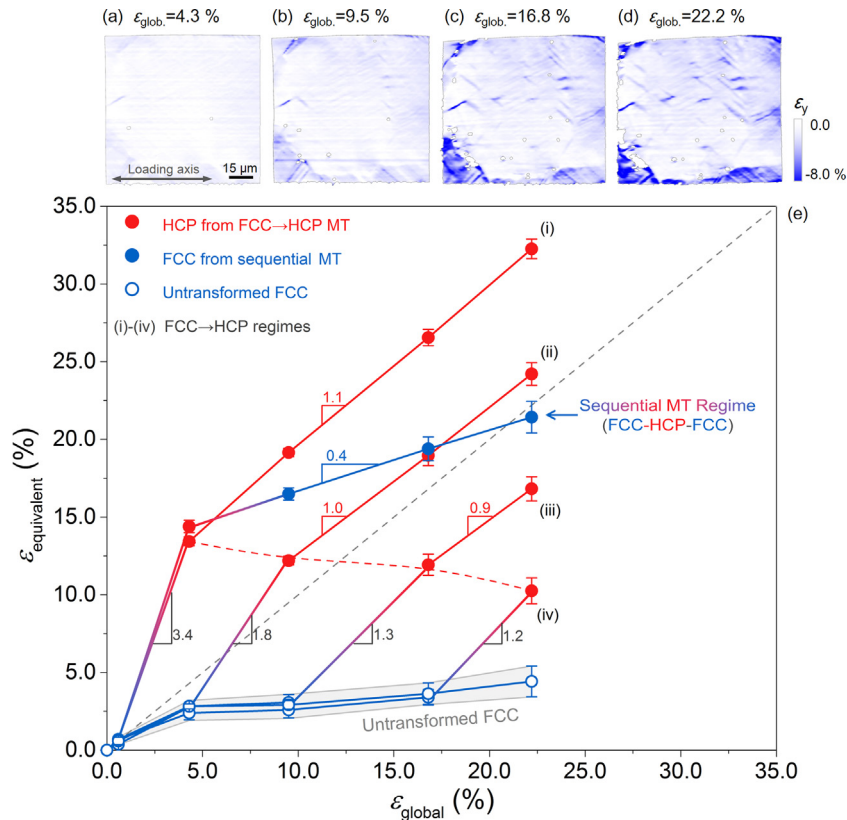 (a) εglob.=4.3 %
(b) εglob.=9.5 %
(c) εglob.=16.8 %
(d) εglob.=22.2 %
Loading axis
15 μm
εy
0.0
-8.0 %
(e)
35.0
30.0
25.0
20.0
15.0
10.0
5.0
0.0
εequivalent (%)
HCP from FCC→HCP MT
FCC from sequential MT
Untransformed FCC
(i)-(iv) FCC→HCP regimes
(i)
1.1
(ii)
Sequential MT Regime
(FCC-HCP-FCC)
0.4
1.0
0.9
(iii)
(iv)
3.4
1.8
1.3
1.2
Untransformed FCC
0.0 5.0 10.0 15.0 20.0 25.0 30.0 35.0
εglobal (%)